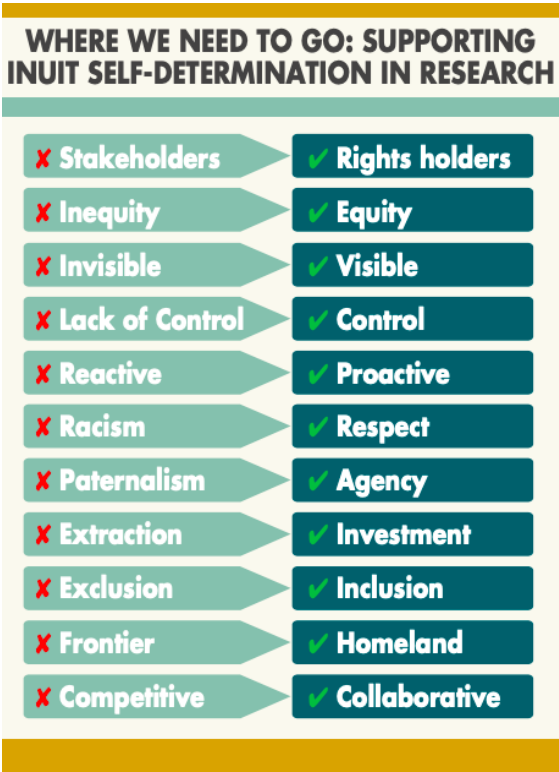 WHERE WE NEED TO GO: SUPPORTING
INUIT SELF-DETERMINATION IN RESEARCH
✘ Stakeholders ✔ Rights holders
✘ Inequity ✔ Equity
✘ Invisible ✔ Visible
✘ Lack of Control ✔ Control
✘ Reactive ✔ Proactive
✘ Racism ✔ Respect
✘ Paternalism ✔ Agency
✘ Extraction ✔ Investment
✘ Exclusion ✔ Inclusion
✘ Frontier ✔ Homeland
✘ Competitive ✔ Collaborative